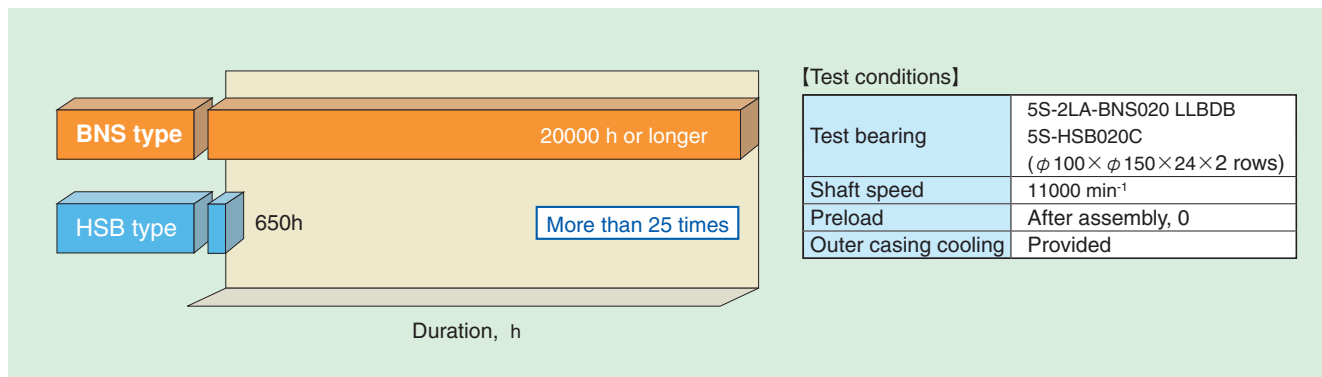 BNS type
20000 h or longer
HSB type
650h
More than 25 times
Duration, h
【Test conditions】
Test bearing
5S-2LA-BNS020 LLBDB
5S-HSB020C
(φ100×φ150×24×2 rows)
Shaft speed 11000 min⁻¹
Preload After assembly, 0
Outer casing cooling Provided